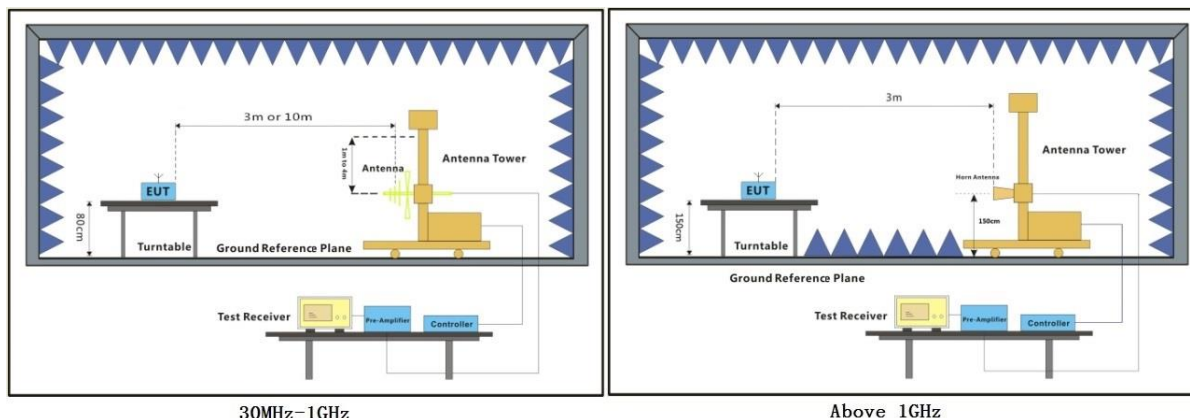 3m or 10m
1m to 4m
Antenna
Antenna Tower
EUT
80cm
Turntable
Ground Reference Plane
Test Receiver
Pre-Amplifier
Controller
30MHz-1GHz
3m
Antenna Tower
Horn Antenna
EUT
150cm
150cm
Turntable
Ground Reference Plane
Test Receiver
Pre-Amplifier
Controller
Above 1GHz